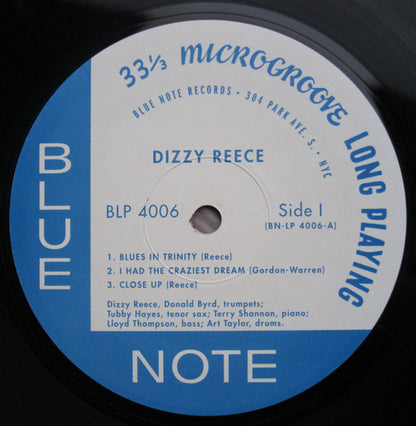 33⅓ MICROGROOVE LONG PLAYING
BLUE NOTE RECORDS • 304 PARK AVE. S. • NYC
DIZZY REECE
BLP 4006
Side I
(BN-LP 4006-A)
1. BLUES IN TRINITY (Reece)
2. I HAD THE CRAZIEST DREAM (Gordon-Warren)
3. CLOSE UP (Reece)
Dizzy Reece, Donald Byrd, trumpets;
Tubby Hayes, tenor sax; Terry Shannon, piano;
Lloyd Thompson, bass; Art Taylor, drums.
BLUE
NOTE